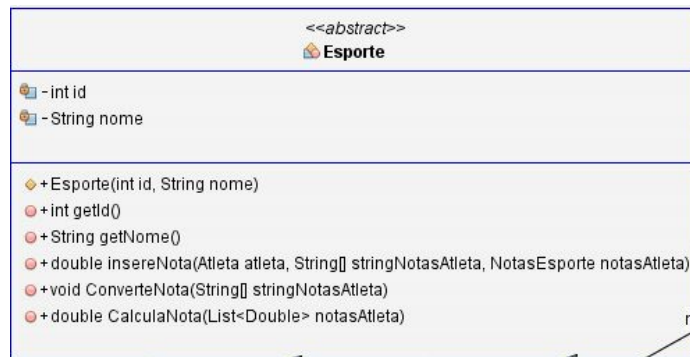 <<abstract>>
Esporte
- int id
- String nome
+ Esporte(int id, String nome)
+ int getId()
+ String getNome()
+ double insereNota(Atleta atleta, String[] stringNotasAtleta, NotasEsporte notasAtleta)
+ void ConverteNota(String[] stringNotasAtleta)
+ double CalculaNota(List<Double> notasAtleta)